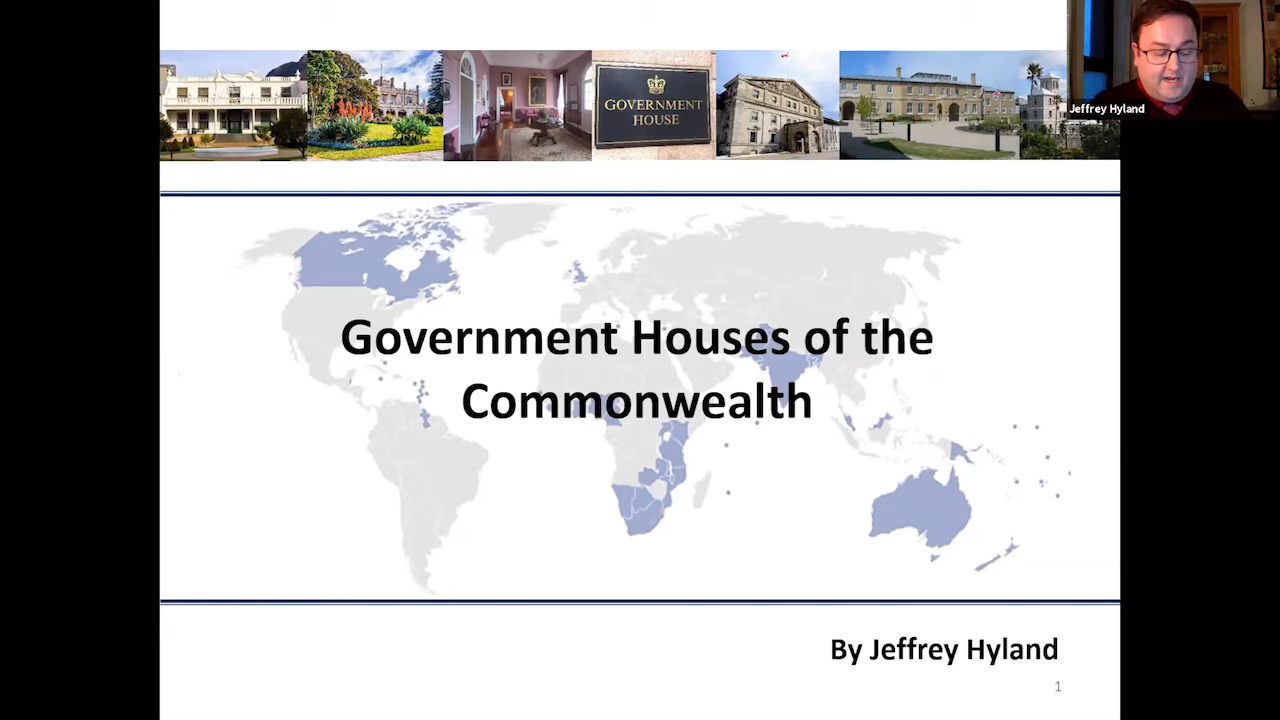 GOVERNMENT
HOUSE
Jeffrey Hyland
Government Houses of the
Commonwealth
By Jeffrey Hyland
1